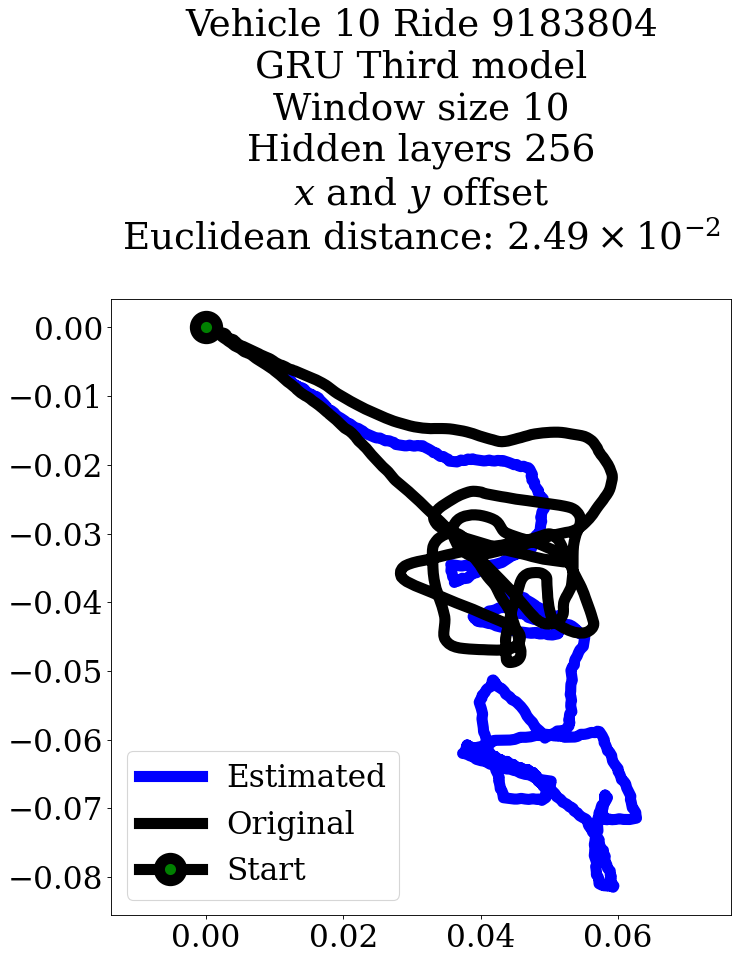 Vehicle 10 Ride 9183804
GRU Third model
Window size 10
Hidden layers 256
x and y offset
Euclidean distance: 2.49 × 10⁻²
0.00
−0.01
−0.02
−0.03
−0.04
−0.05
−0.06
−0.07
−0.08
Estimated
Original
Start
0.00 0.02 0.04 0.06